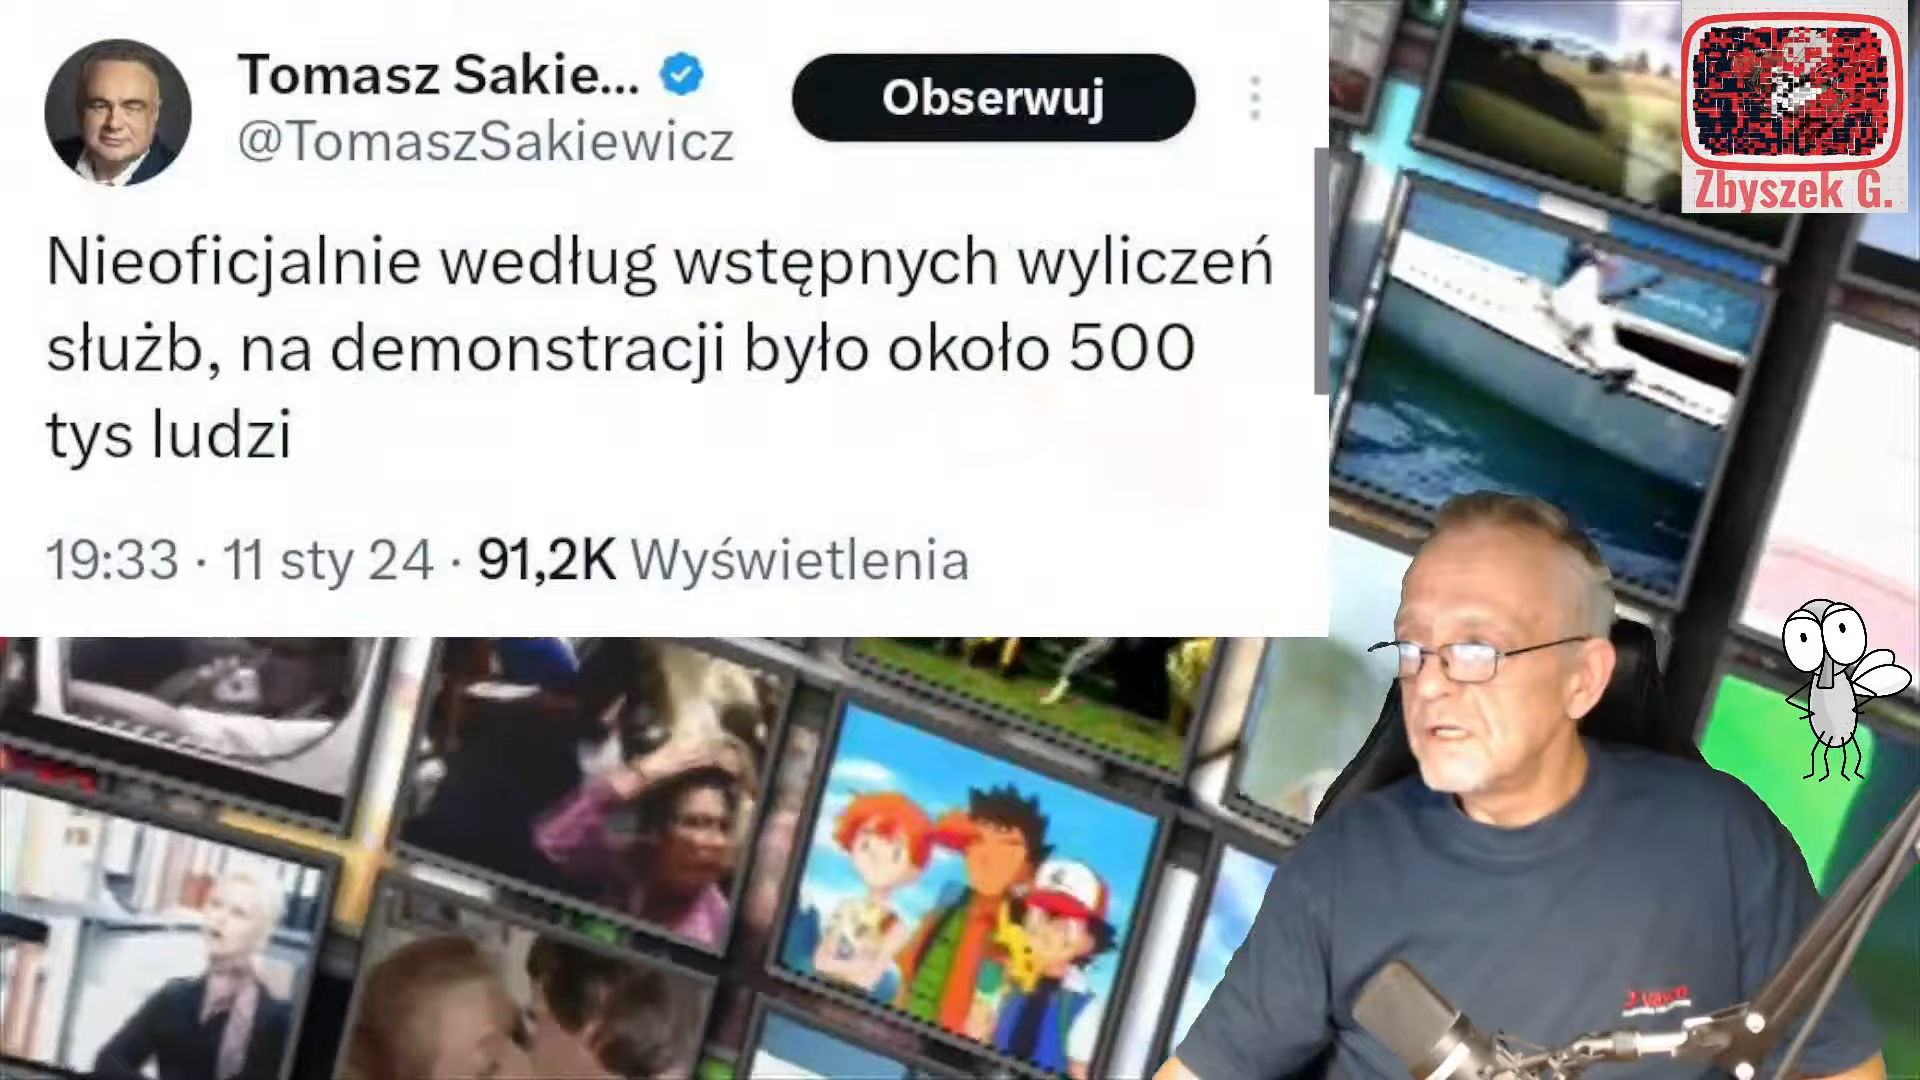 Tomasz Sakie...
@TomaszSakiewicz
Obserwuj
Nieoficjalnie według wstępnych wyliczeń
służb, na demonstracji było około 500
tys ludzi
19:33 · 11 sty 24 · 91,2K Wyświetlenia
Zbyszek G.